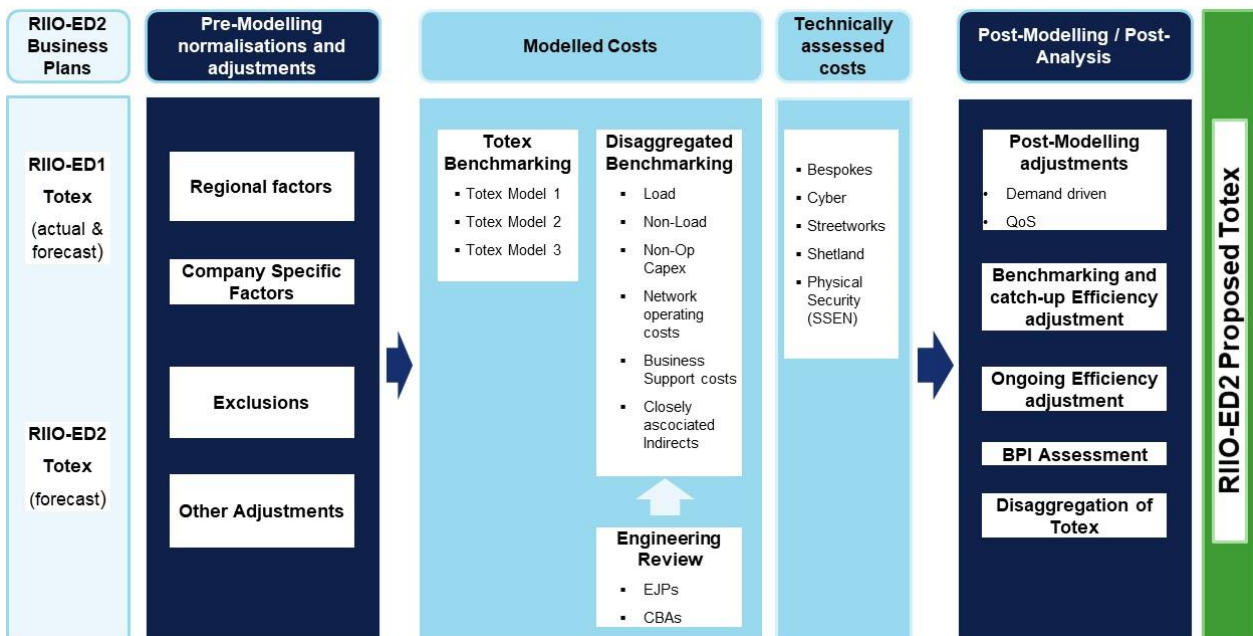 RIIO-ED2
Business
Plans
Pre-Modelling
normalisations and
adjustments
Modelled Costs
Technically
assessed
costs
Post-Modelling / Post-
Analysis
RIIO-ED1
Totex
(actual &
forecast)
RIIO-ED2
Totex
(forecast)
Regional factors
Company Specific
Factors
Exclusions
Other Adjustments
Totex
Benchmarking
▪ Totex Model 1
▪ Totex Model 2
▪ Totex Model 3
Disaggregated
Benchmarking
▪ Load
▪ Non-Load
▪ Non-Op
Capex
▪ Network
operating
costs
▪ Business
Support costs
▪ Closely
ascociated
Indirects
Engineering
Review
▪ EJPs
▪ CBAs
▪ Bespokes
▪ Cyber
▪ Streetworks
▪ Shetland
▪ Physical
Security
(SSEN)
Post-Modelling
adjustments
• Demand driven
• QoS
Benchmarking and
catch-up Efficiency
adjustment
Ongoing Efficiency
adjustment
BPI Assessment
Disaggregation of
Totex
RIIO-ED2 Proposed Totex